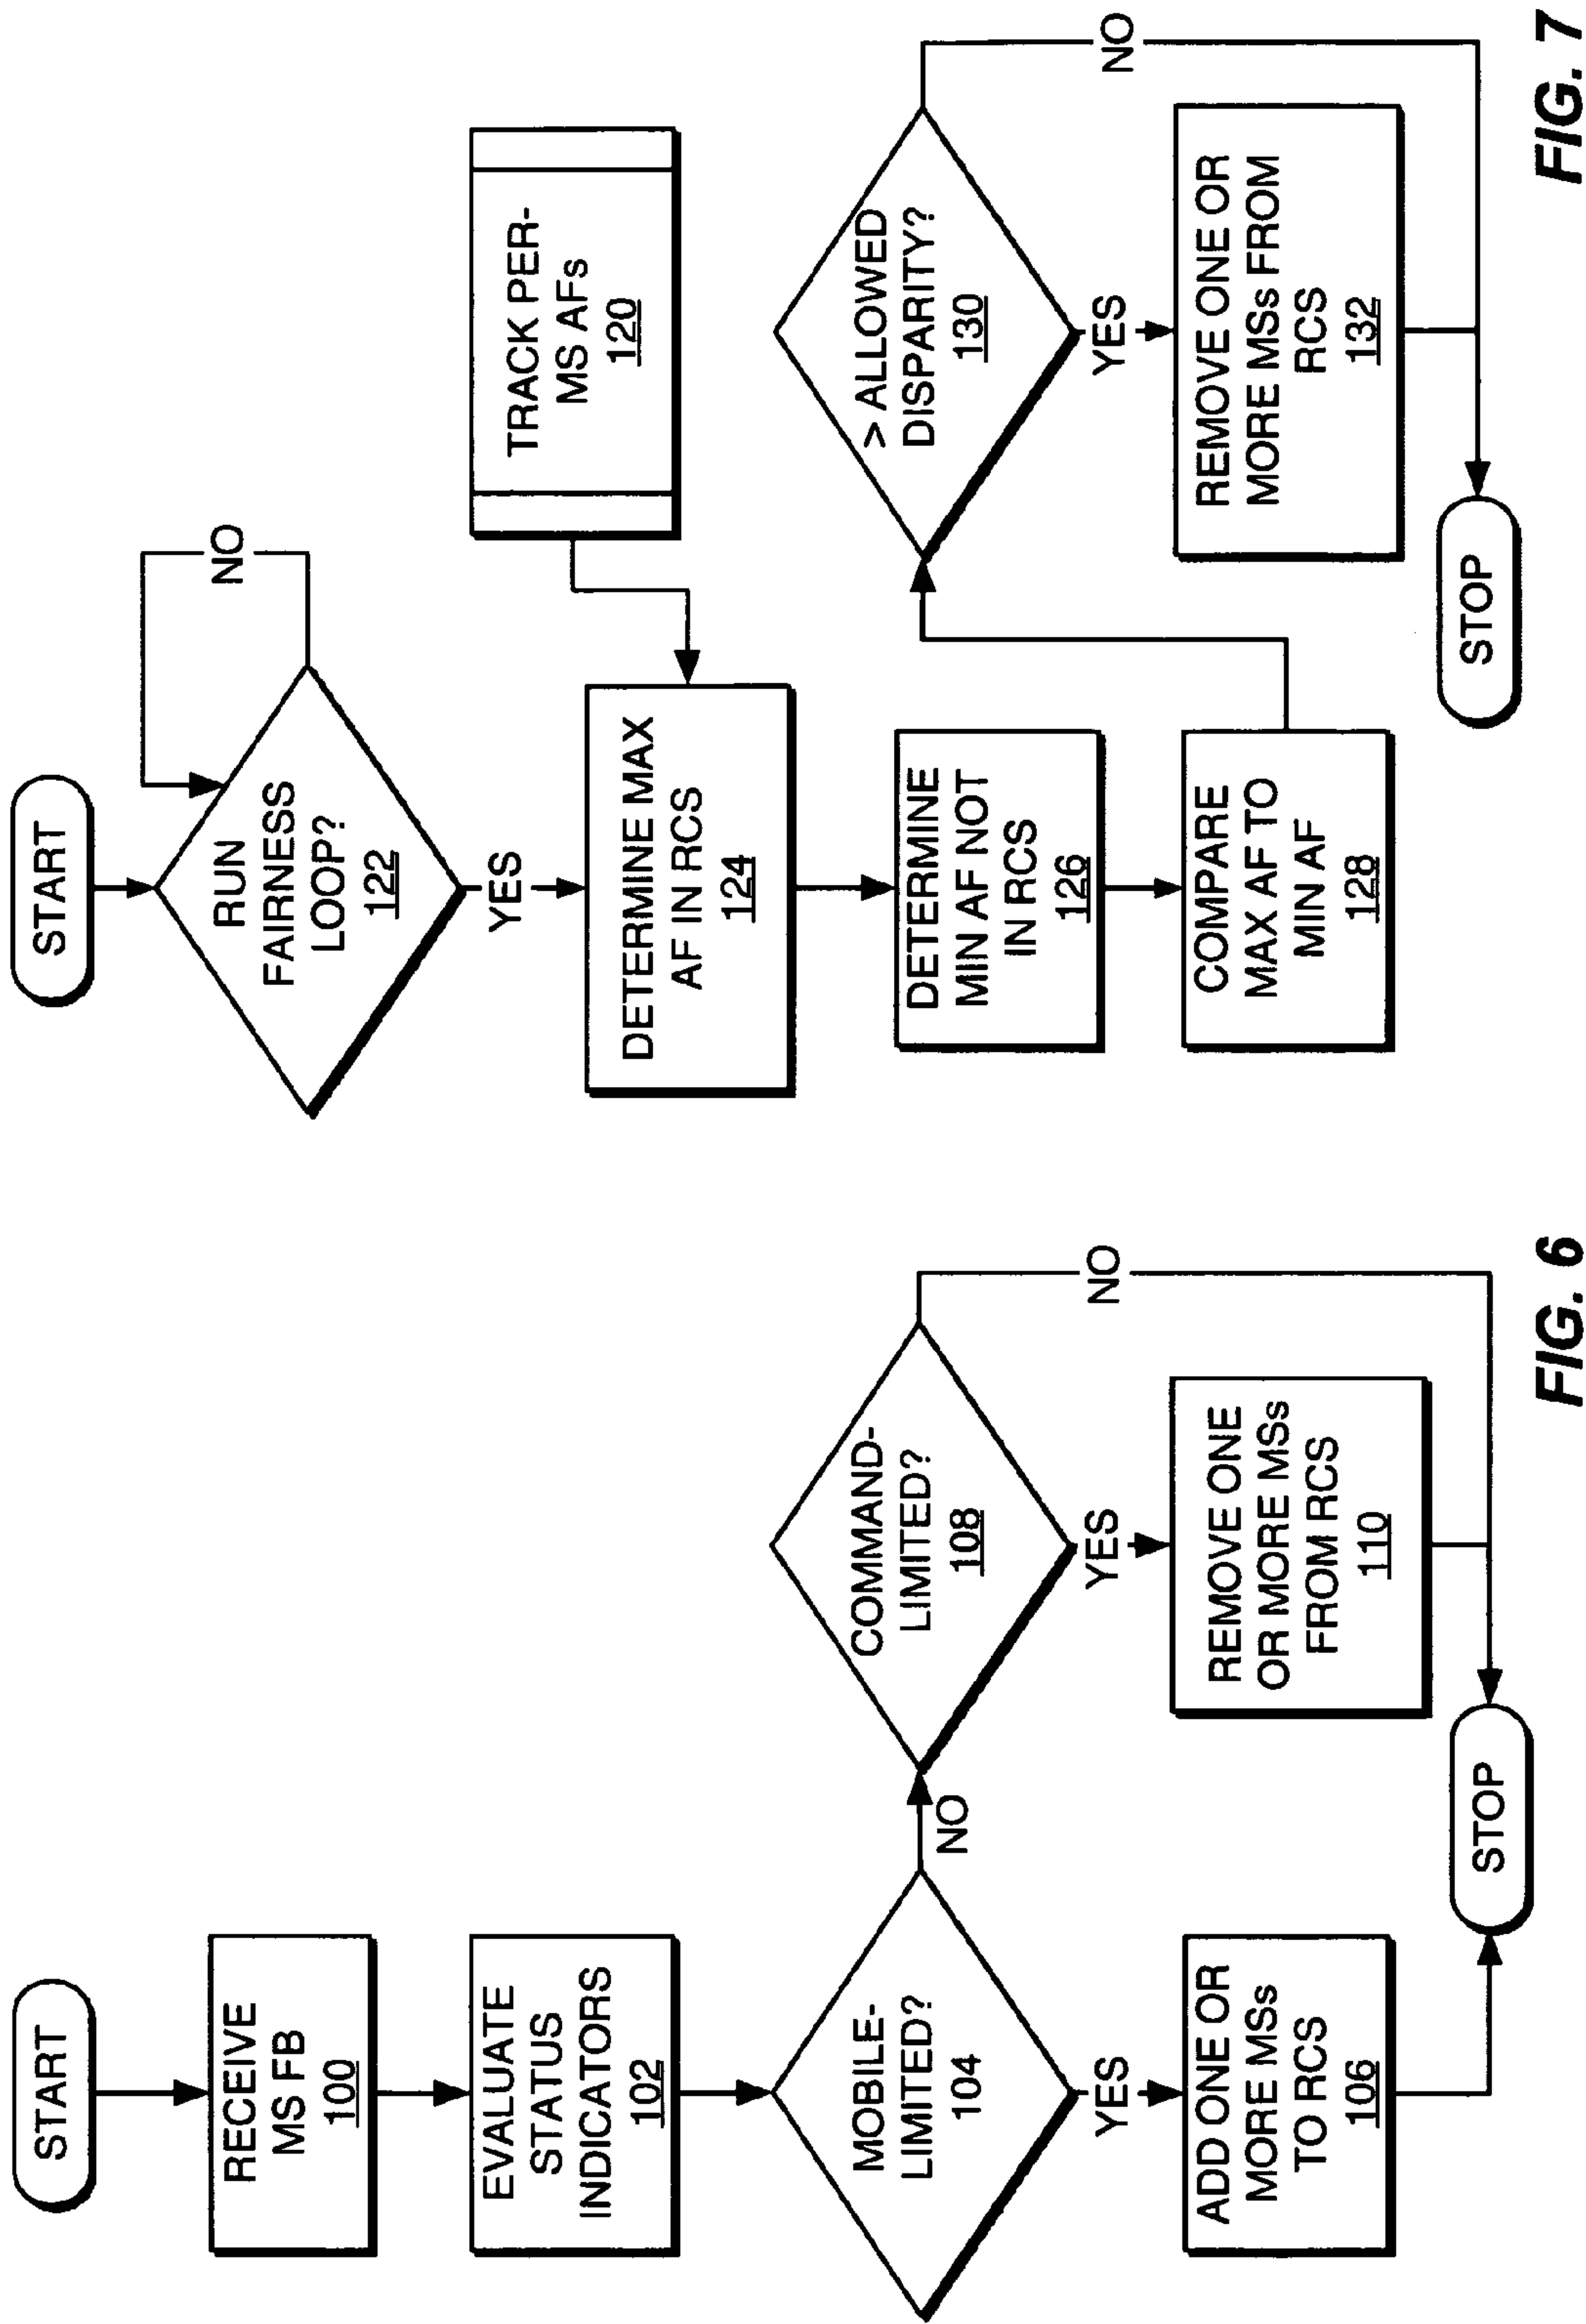 START
RECEIVE
MS FB
100
EVALUATE
STATUS
INDICATORS
102
MOBILE-
LIMITED?
104
NO
YES
ADD ONE OR
MORE MSs
TO RCS
106
COMMAND-
LIMITED?
108
NO
YES
REMOVE ONE
OR MORE MSs
FROM RCS
110
STOP
FIG. 6
START
RUN
FAIRNESS
LOOP?
122
NO
YES
TRACK PER-
MS AFs
120
DETERMINE MAX
AF IN RCS
124
DETERMINE
MIN AF NOT
IN RCS
126
COMPARE
MAX AF TO
MIN AF
128
> ALLOWED
DISPARITY?
130
NO
YES
REMOVE ONE OR
MORE MSs FROM
RCS
132
STOP
FIG. 7